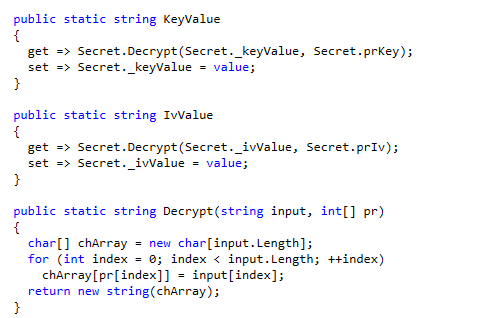 public static string KeyValue
{
  get => Secret.Decrypt(Secret._keyValue, Secret.prKey);
  set => Secret._keyValue = value;
}

public static string IvValue
{
  get => Secret.Decrypt(Secret._ivValue, Secret.prIv);
  set => Secret._ivValue = value;
}

public static string Decrypt(string input, int[] pr)
{
  char[] chArray = new char[input.Length];
  for (int index = 0; index < input.Length; ++index)
    chArray[pr[index]] = input[index];
  return new string(chArray);
}